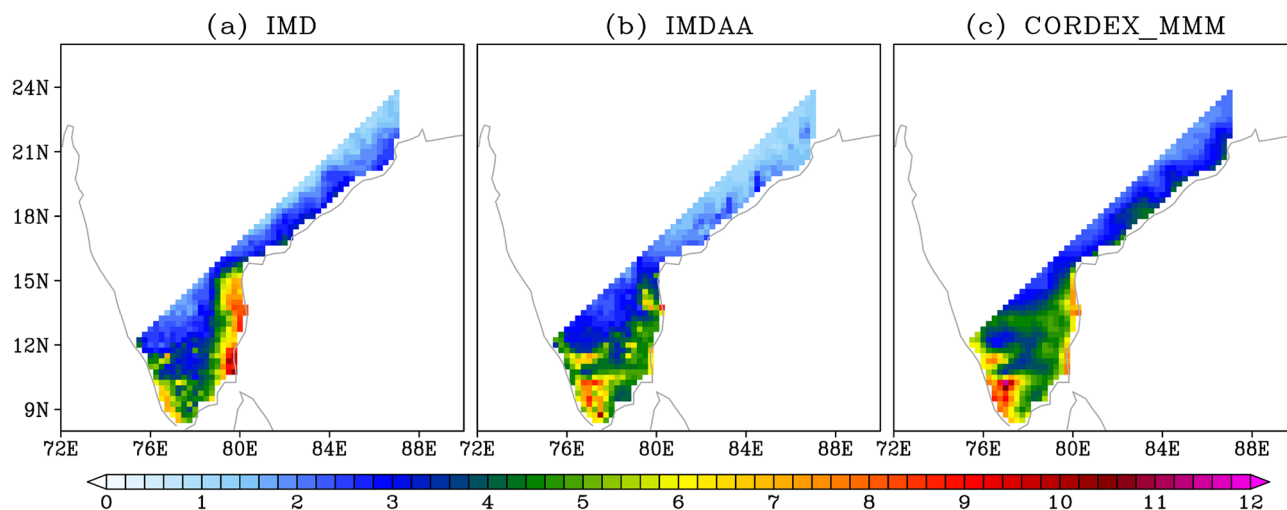 (a) IMD (b) IMDAA (c) CORDEX_MMM
24N
21N
18N
15N
12N
9N
72E 76E 80E 84E 88E 72E 76E 80E 84E 88E 72E 76E 80E 84E 88E
0 1 2 3 4 5 6 7 8 9 10 11 12